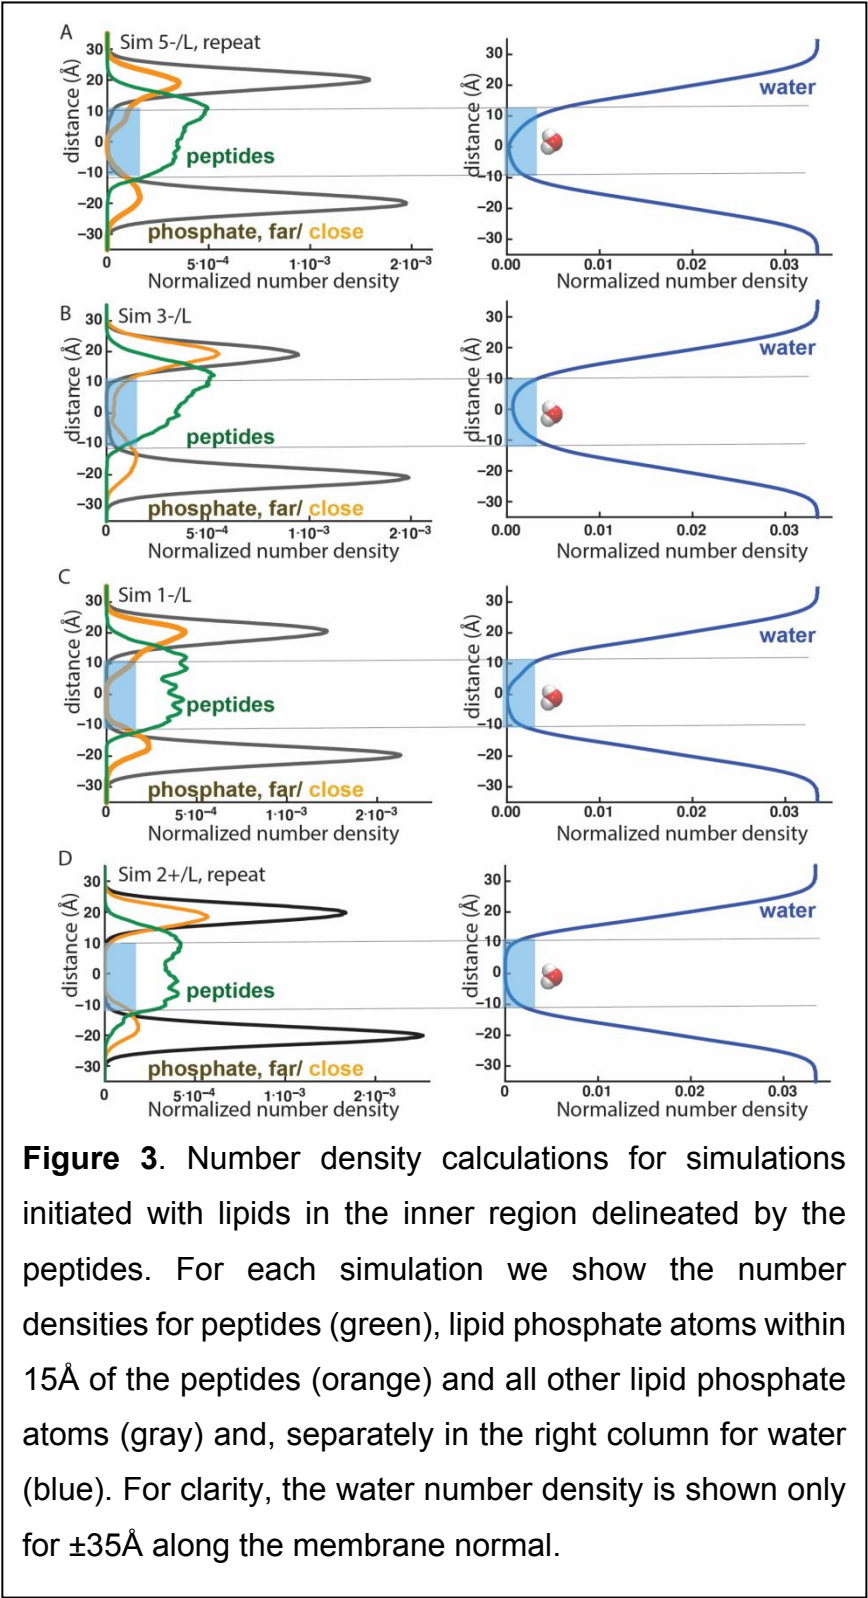 A
Sim 5-/L, repeat
30
20
10
0
−10
−20
−30
distance (Å)
peptides
phosphate, far/ close
0
5·10⁻⁴
1·10⁻³
2·10⁻³
Normalized number density
30
20
10
0
−10
−20
−30
distance (Å)
water
0.00
0.01
0.02
0.03
Normalized number density
B
Sim 3-/L
30
20
10
0
−10
−20
−30
distance (Å)
peptides
phosphate, far/ close
0
5·10⁻⁴
1·10⁻³
2·10⁻³
Normalized number density
30
20
10
0
−10
−20
−30
distance (Å)
water
0.00
0.01
0.02
0.03
Normalized number density
C
Sim 1-/L
30
20
10
0
−10
−20
−30
distance (Å)
peptides
phosphate, far/ close
0
5·10⁻⁴
1·10⁻³
2·10⁻³
Normalized number density
30
20
10
0
−10
−20
−30
distance (Å)
water
0.00
0.01
0.02
0.03
Normalized number density
D
Sim 2+/L, repeat
30
20
10
0
−10
−20
−30
distance (Å)
peptides
phosphate, far/ close
0
5·10⁻⁴
1·10⁻³
2·10⁻³
Normalized number density
30
20
10
0
−10
−20
−30
distance (Å)
water
0
0.01
0.02
0.03
Normalized number density
Figure 3. Number density calculations for simulations
initiated with lipids in the inner region delineated by the
peptides. For each simulation we show the number
densities for peptides (green), lipid phosphate atoms within
15Å of the peptides (orange) and all other lipid phosphate
atoms (gray) and, separately in the right column for water
(blue). For clarity, the water number density is shown only
for ±35Å along the membrane normal.